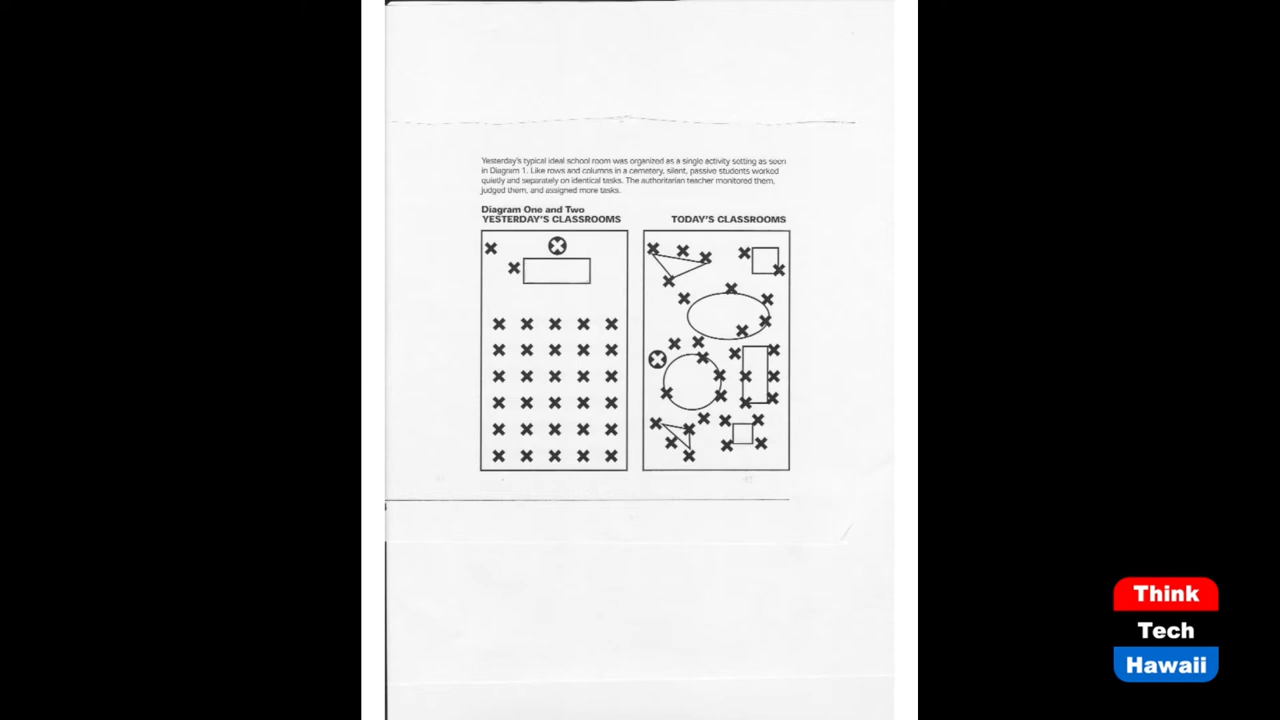 Yesterday's typical ideal school room was organized as a single activity setting as seen
in Diagram 1. Like rows and columns in a cemetery, silent, passive students worked
quietly and separately on identical tasks. The authoritarian teacher monitored them,
judged them, and assigned more tasks.
Diagram One and Two
YESTERDAY'S CLASSROOMS
TODAY'S CLASSROOMS
Think
Tech
Hawaii